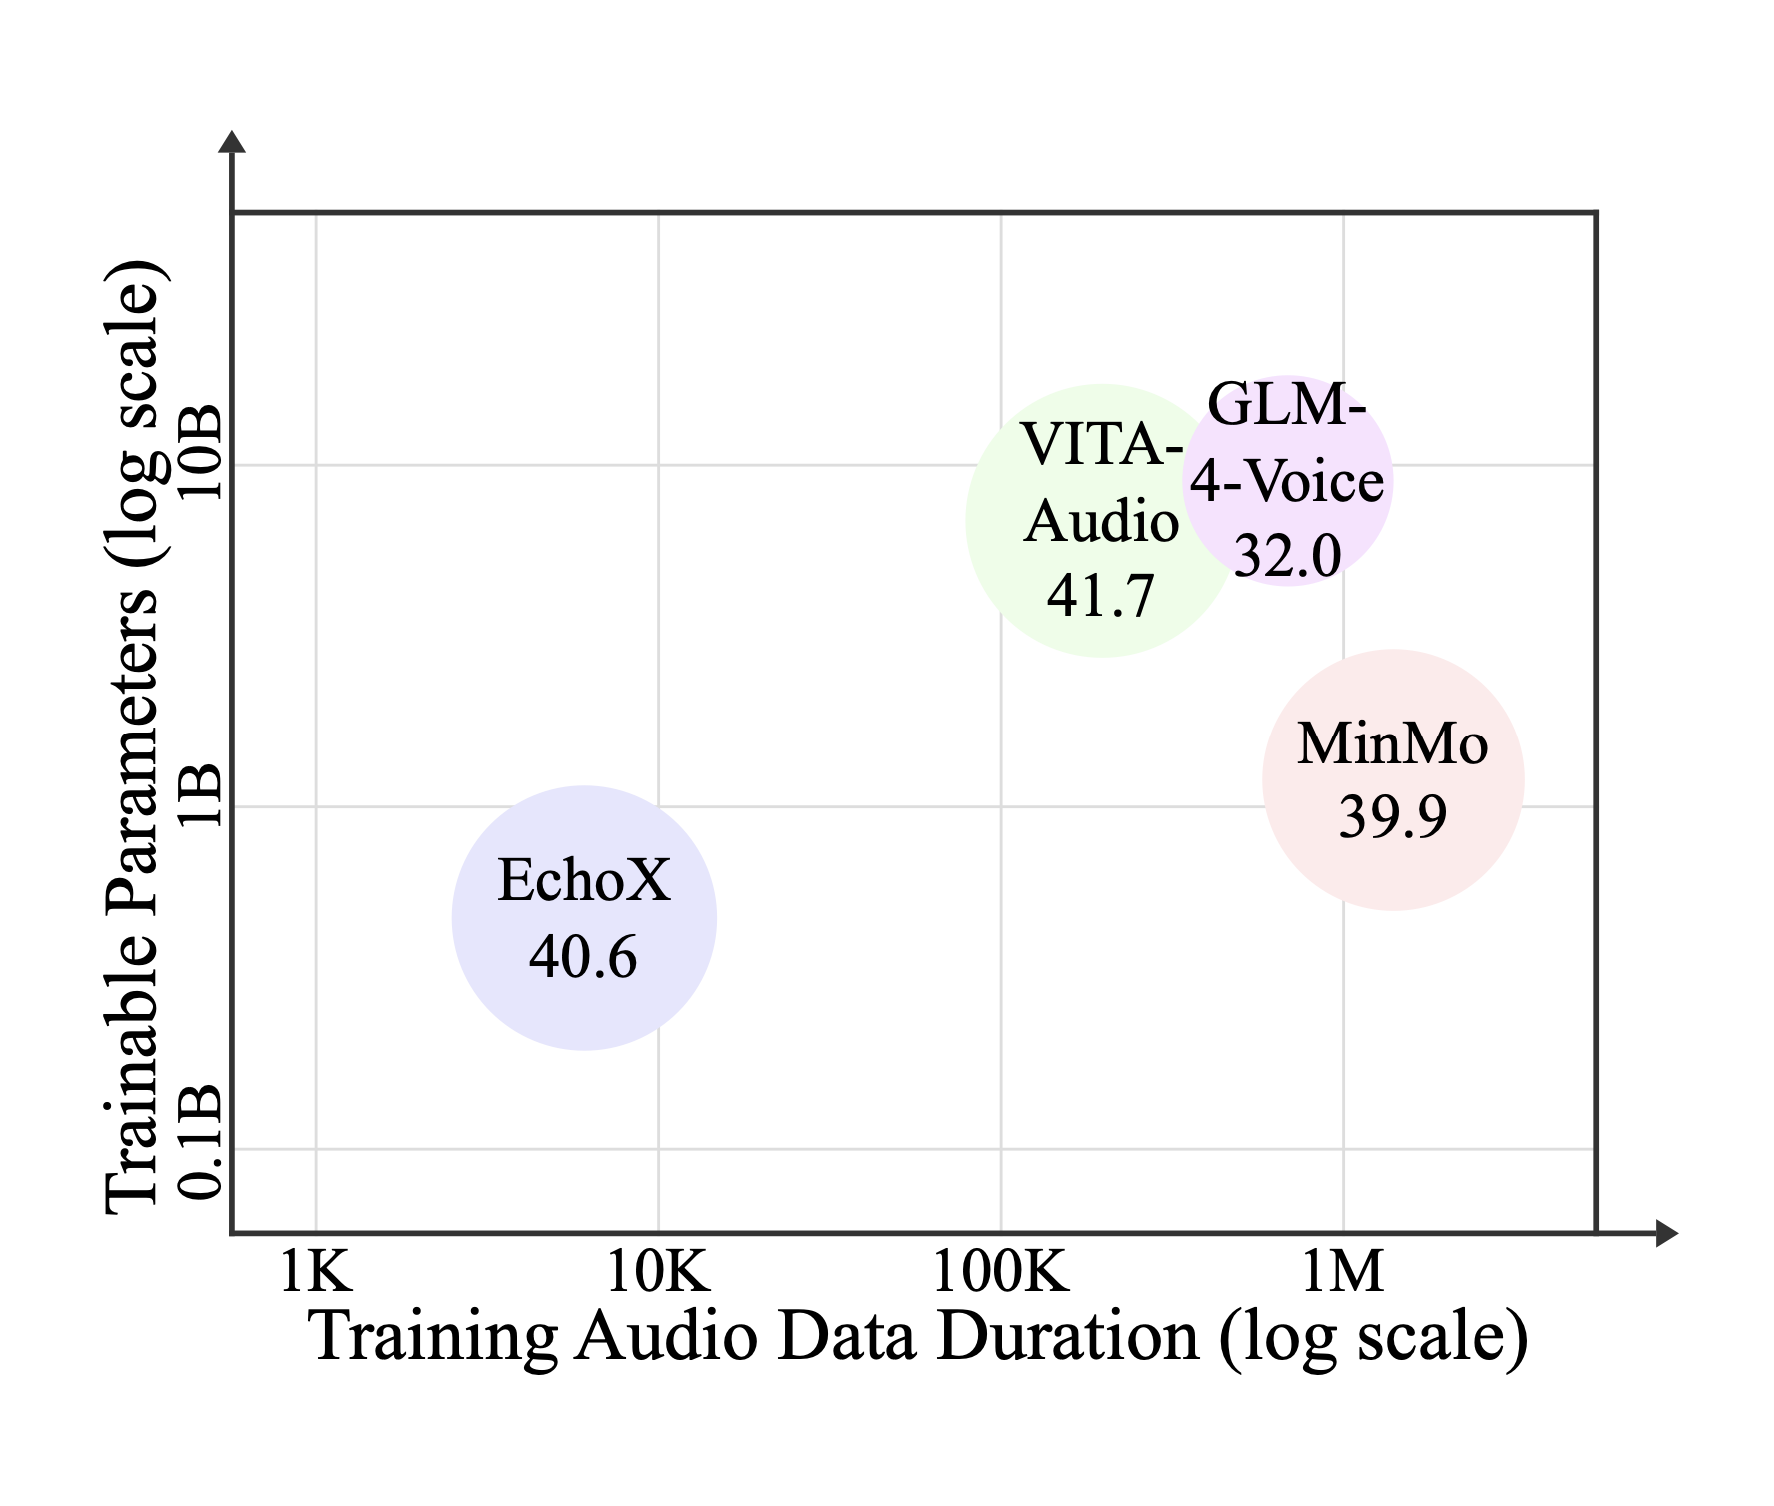 Trainable Parameters (log scale)
10B
1B
0.1B
VITA-
Audio
41.7
GLM-
4-Voice
32.0
MinMo
39.9
EchoX
40.6
1K
10K
100K
1M
Training Audio Data Duration (log scale)